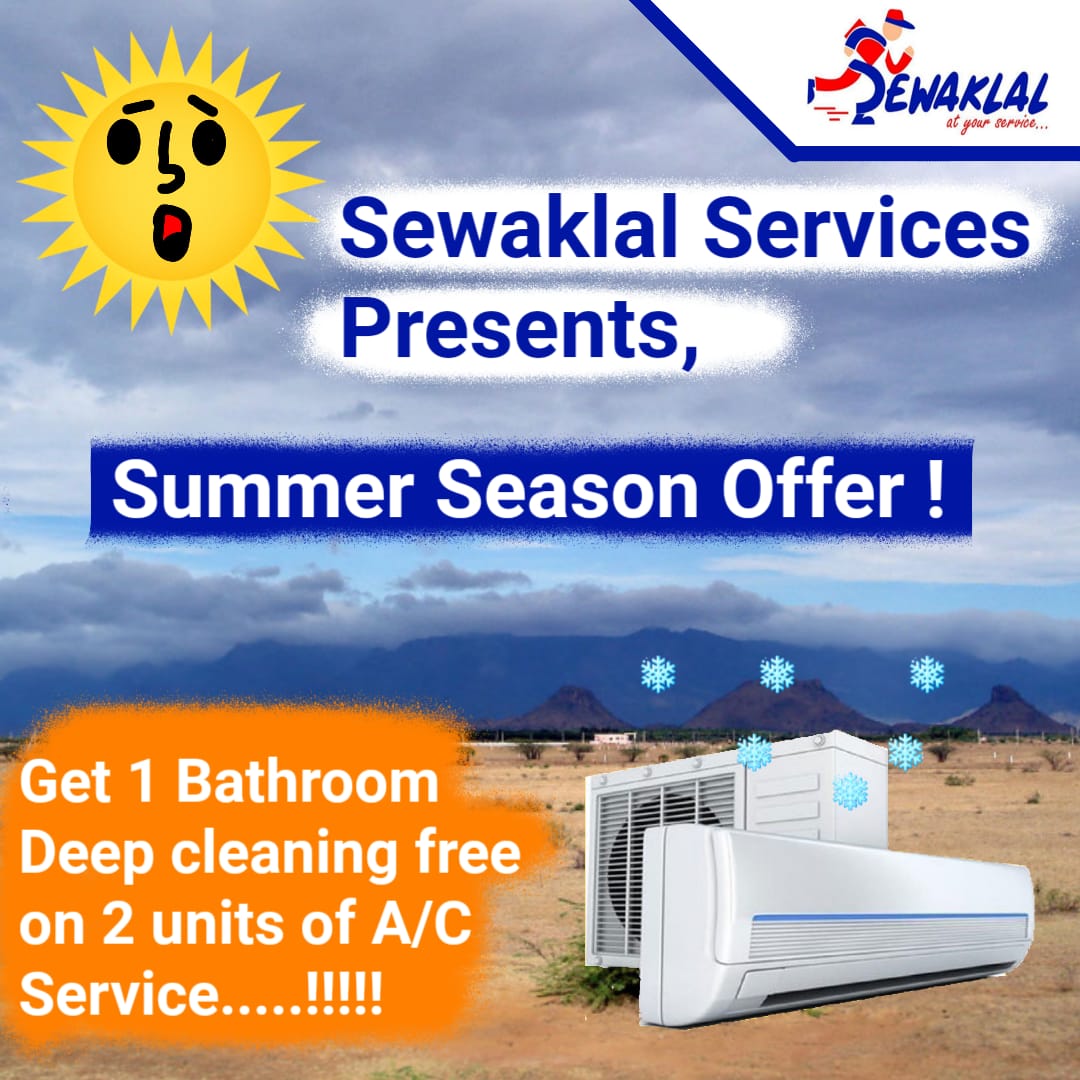 SEWAKLAL
at your service...
Sewaklal Services
Presents,
Summer Season Offer !
Get 1 Bathroom
Deep cleaning free
on 2 units of A/C
Service.....!!!!!